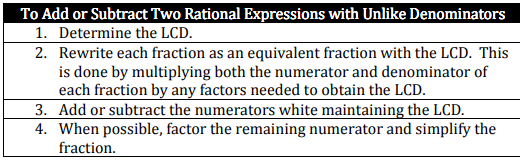 To Add or Subtract Two Rational Expressions with Unlike Denominators
1. Determine the LCD.
2. Rewrite each fraction as an equivalent fraction with the LCD. This
is done by multiplying both the numerator and denominator of
each fraction by any factors needed to obtain the LCD.
3. Add or subtract the numerators white maintaining the LCD.
4. When possible, factor the remaining numerator and simplify the
fraction.